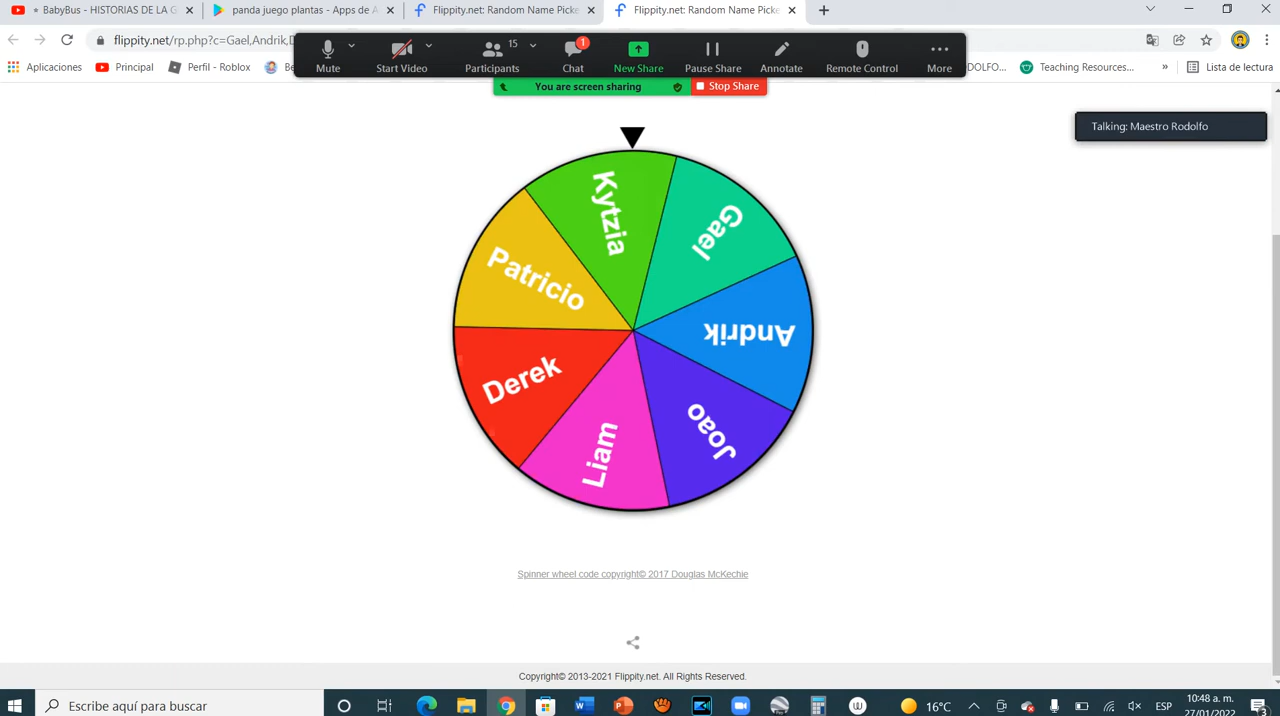 BabyBus - HISTORIAS DE LA G
panda juego plantas - Apps de A
Flippity.net: Random Name Picke
Flippity.net: Random Name Picke
flippity.net/rp.php?c=Gael,Andrik,
Mute
Start Video
15
Participants
1
Chat
New Share
Pause Share
Annotate
Remote Control
More
Aplicaciones
Principal
Perfil - Roblox
Be
DOLFO...
Teaching Resources...
»
Lista de lectura
You are screen sharing
Stop Share
Talking: Maestro Rodolfo
Kytzia
Gael
Patricio
Andrik
Derek
Joao
Liam
Spinner wheel code copyright© 2017 Douglas McKechie
Copyright© 2013-2021 Flippity.net. All Rights Reserved.
Escribe aquí para buscar
16°C
ESP
10:48 a. m.
27/01/2022
3